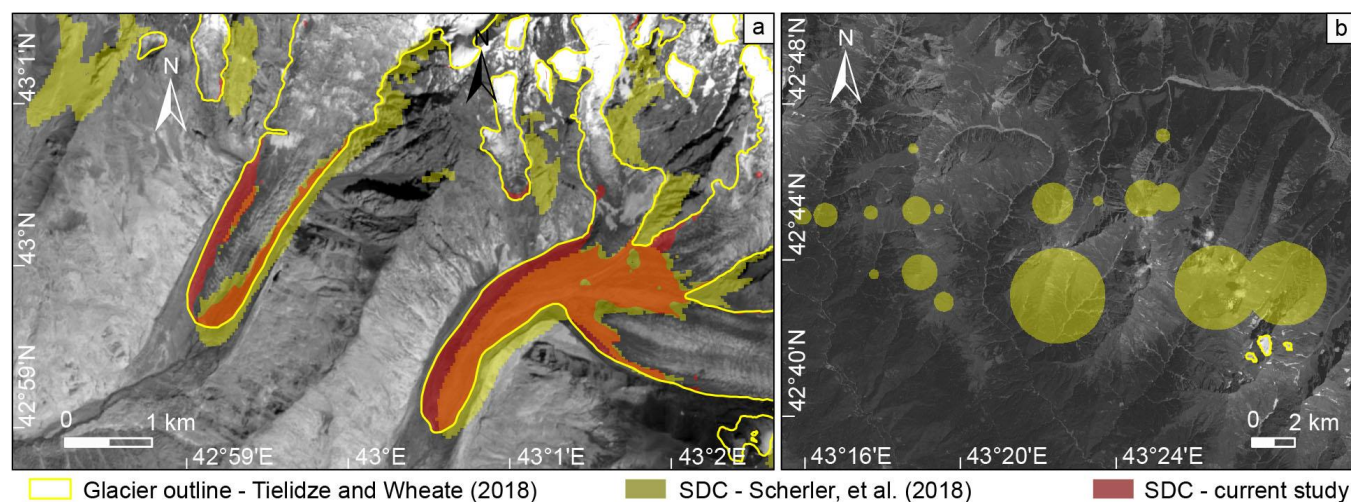 a
b
N
N
N
43°1'N
43°N
42°59'N
0 1 km
42°59'E
43°E
43°1'E
43°2'E
42°48'N
42°44'N
42°40'N
0 2 km
43°16'E
43°20'E
43°24'E
Glacier outline - Tielidze and Wheate (2018)
SDC - Scherler, et al. (2018)
SDC - current study